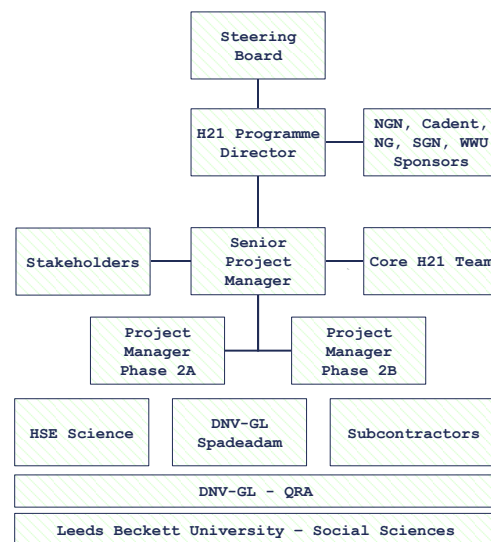 Steering
Board
H21 Programme
Director
NGN, Cadent,
NG, SGN, WWU
Sponsors
Stakeholders
Senior
Project
Manager
Core H21 Team
Project
Manager
Phase 2A
Project
Manager
Phase 2B
HSE Science
DNV-GL
Spadeadam
Subcontractors
DNV-GL - QRA
Leeds Beckett University – Social Sciences